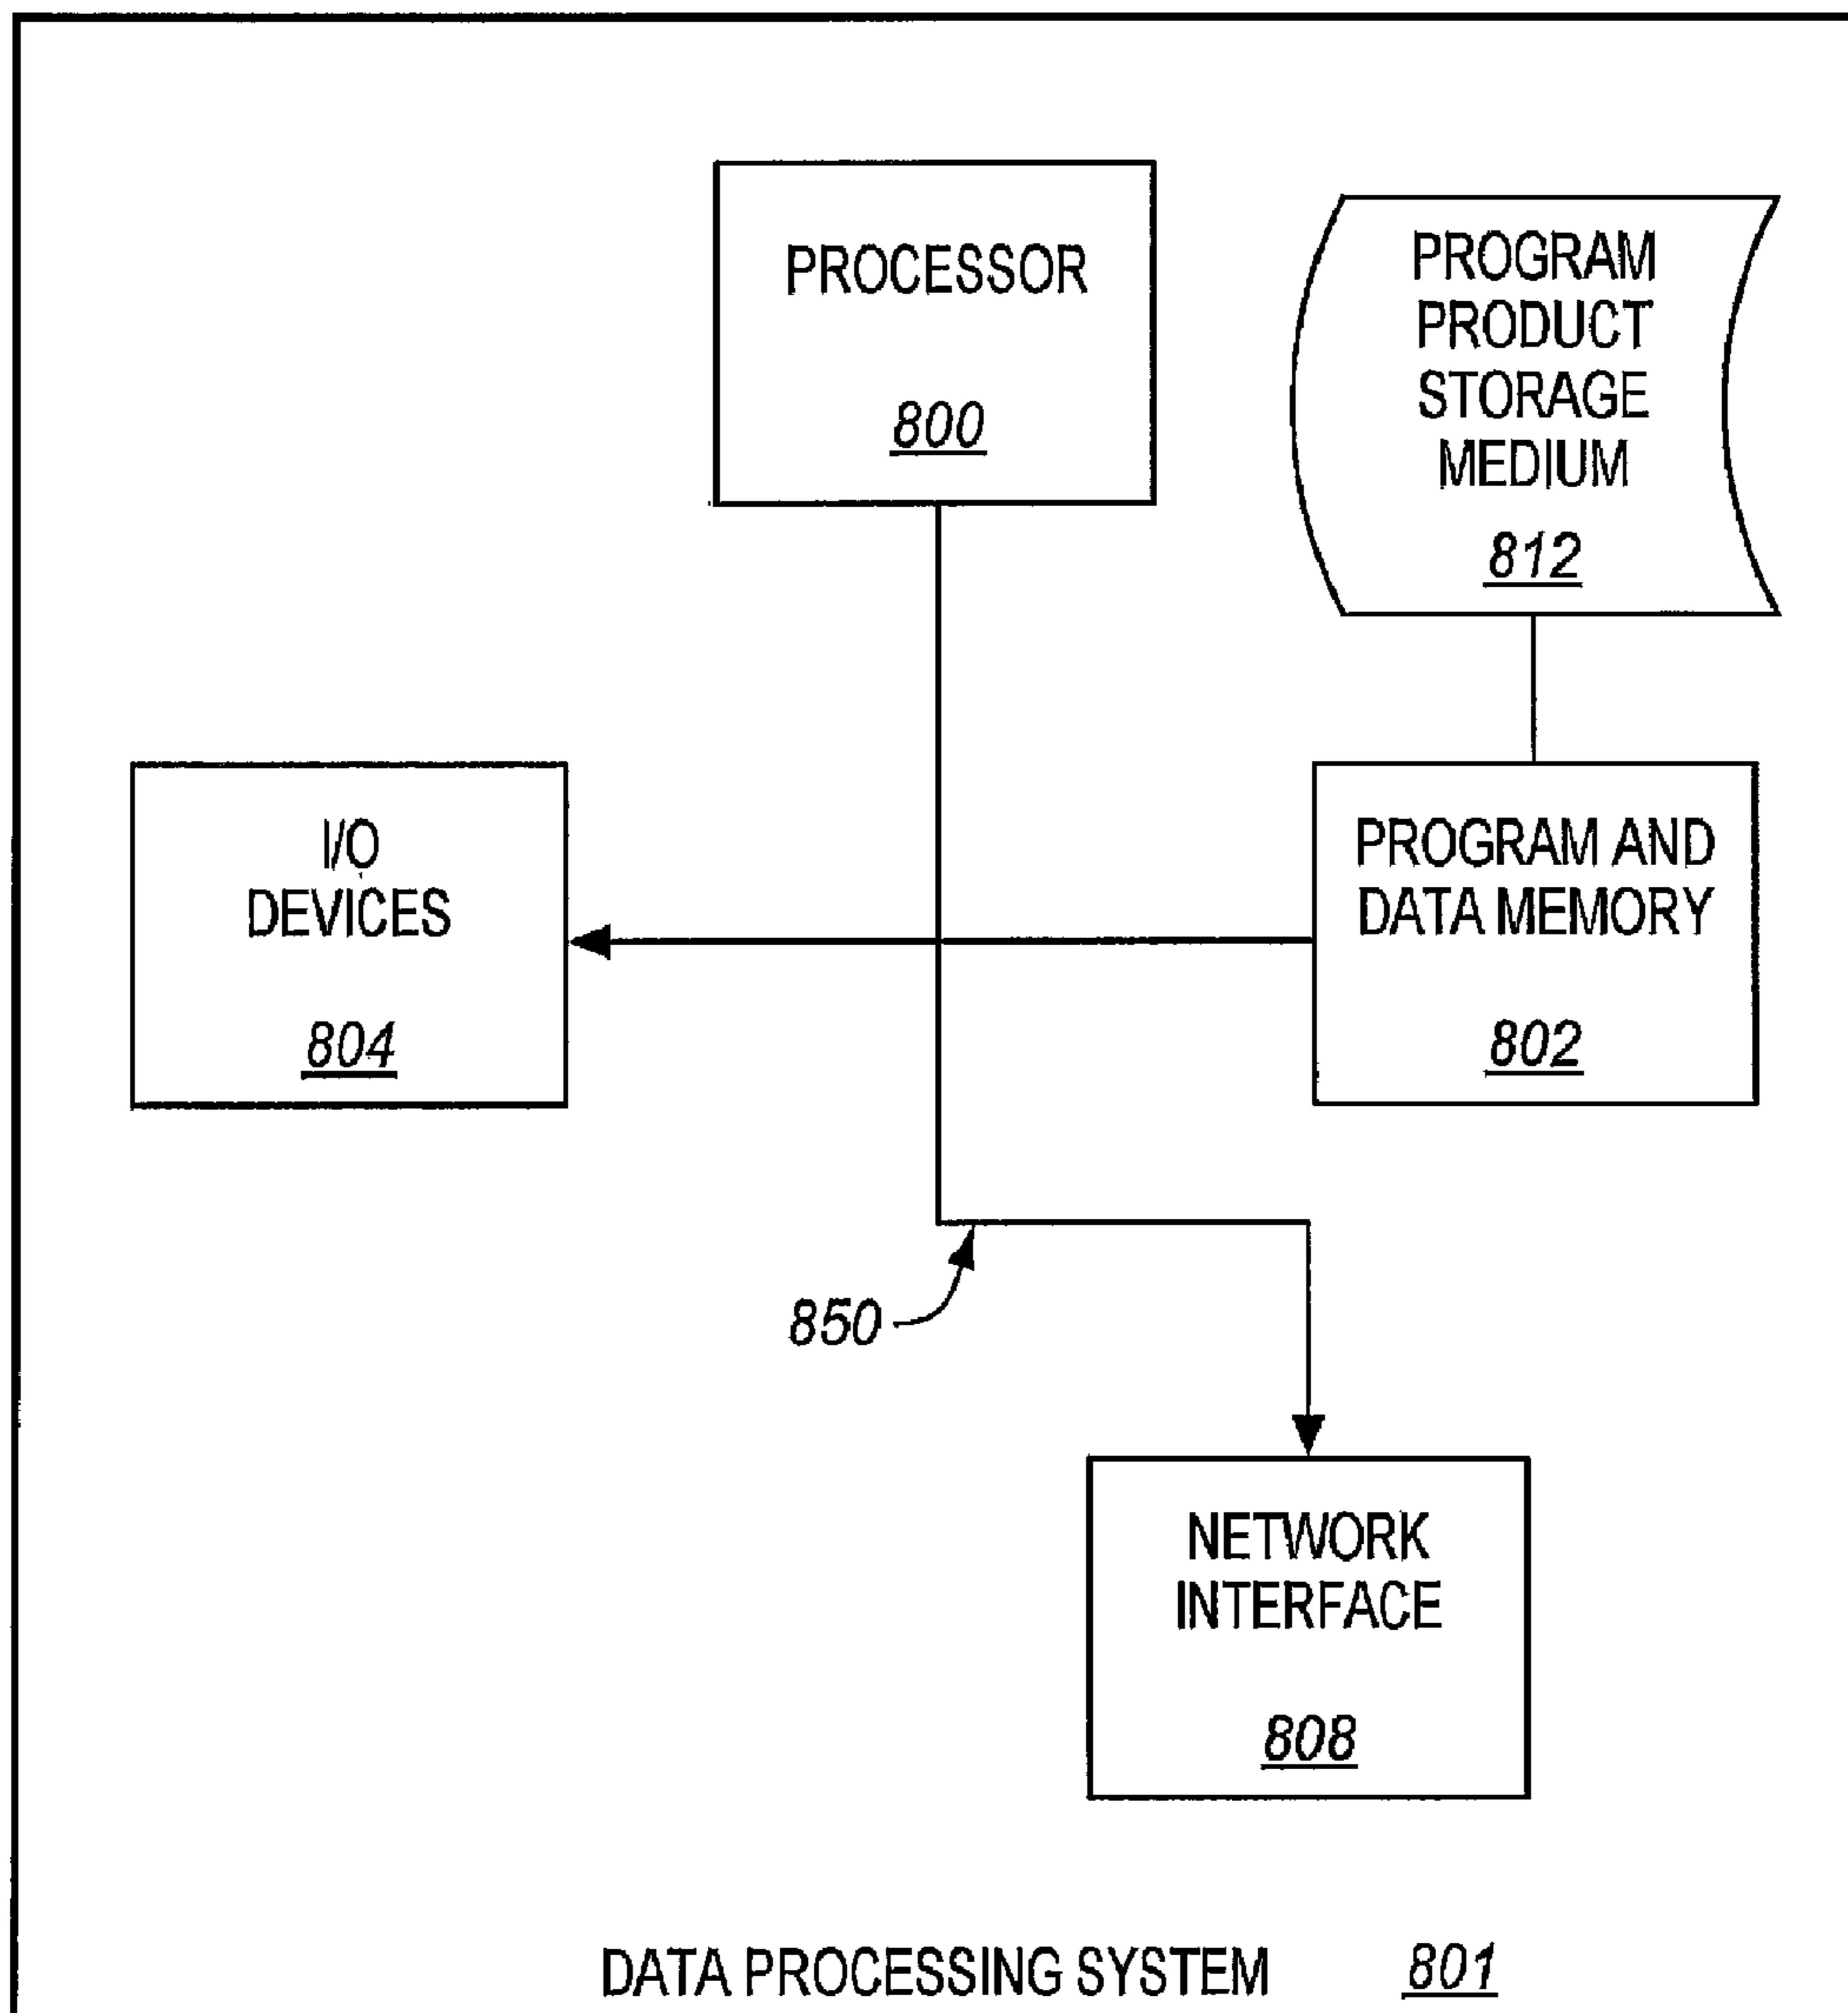 PROCESSOR
800
PROGRAM
PRODUCT
STORAGE
MEDIUM
812
I/O
DEVICES
804
PROGRAM AND
DATA MEMORY
802
850
NETWORK
INTERFACE
808
DATA PROCESSING SYSTEM 801